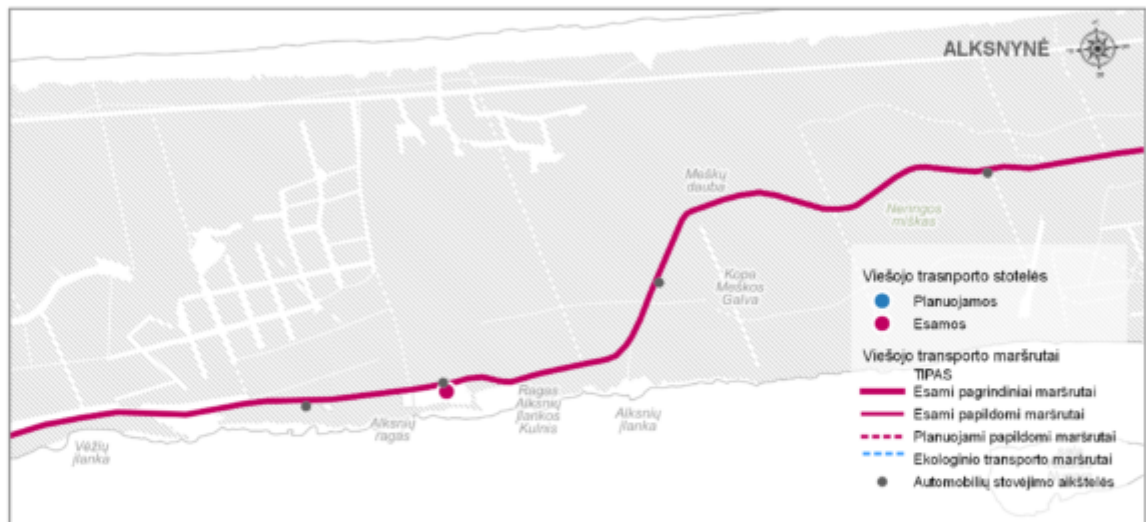 ALKSNYNĖ
Meškų
dauba
Neringos
miškas
Kopa
Meškos
Galva
Viešojo trasnporto stotelės
Planuojamos
Esamos
Viešojo transporto maršrutai
TIPAS
Esami pagrindiniai maršrutai
Esami papildomi maršrutai
Planuojami papildomi maršrutai
Ekologinio transporto maršrutai
Automobilių stovėjimo aikštelės
Ragas
Alksnių
įlankos
Kulnis
Alksnių
įlanka
Alksnių
ragas
Vėžių
įlanka